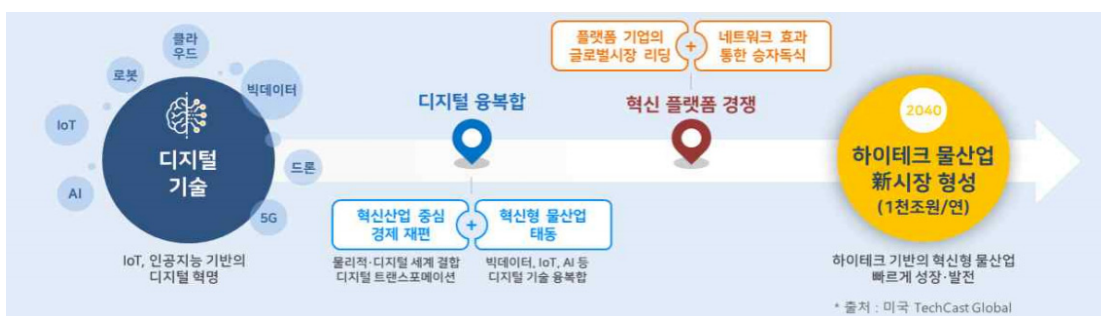 클라
우드
로봇
빅데이터
IoT
AI
드론
5G
디지털
기술
IoT, 인공지능 기반의
디지털 혁명
디지털 융복합
혁신산업 중심
경제 재편
+
혁신형 물산업
태동
물리적·디지털 세계 결합
디지털 트랜스포메이션
빅데이터, IoT, AI 등
디지털 기술 융복합
플랫폼 기업의
글로벌시장 리딩
+
네트워크 효과
통한 승자독식
혁신 플랫폼 경쟁
2040
하이테크 물산업
新시장 형성
(1천조원/연)
하이테크 기반의 혁신형 물산업
빠르게 성장·발전
* 출처 : 미국 TechCast Global